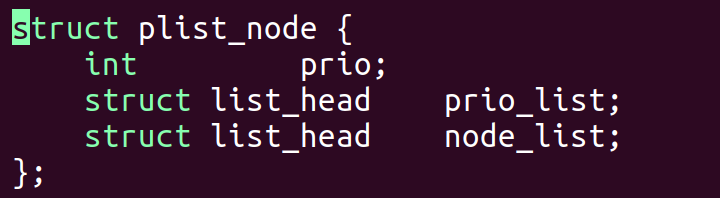 struct plist_node {
    int        prio;
    struct list_head    prio_list;
    struct list_head    node_list;
};